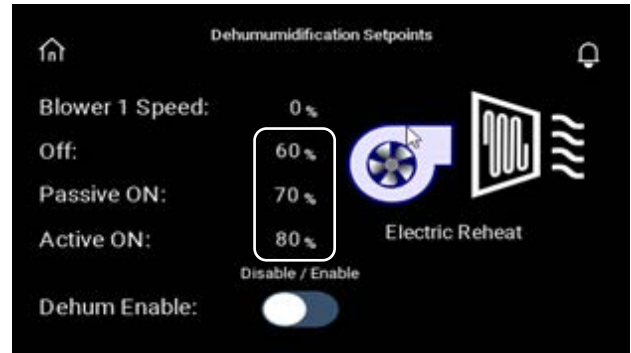 Dehumumidification Setpoints
Blower 1 Speed: 0 %
Off: 60 %
Passive ON: 70 %
Active ON: 80 %
Electric Reheat
Disable / Enable
Dehum Enable: